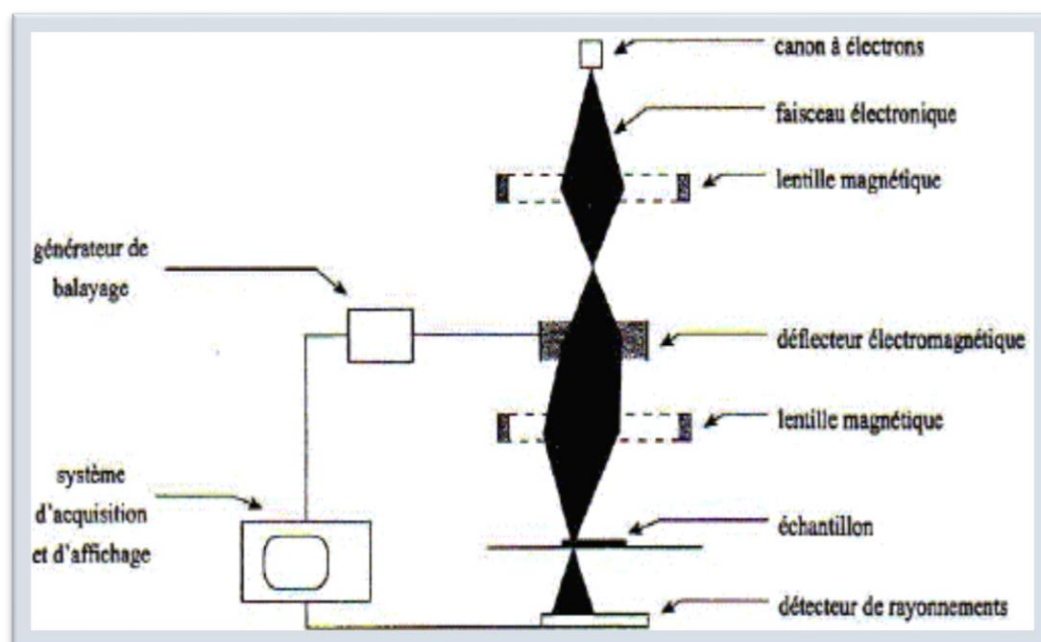 canon à électrons
faisceau électronique
lentille magnétique
générateur de
balayage
déflecteur électromagnétique
lentille magnétique
système
d'acquisition
et d'affichage
échantillon
détecteur de rayonnements